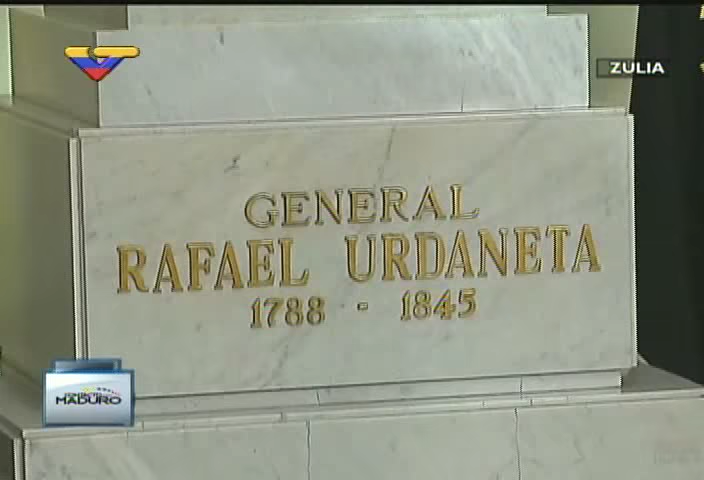 ZULIA
GENERAL
RAFAEL URDANETA
1788 - 1845
MADURO